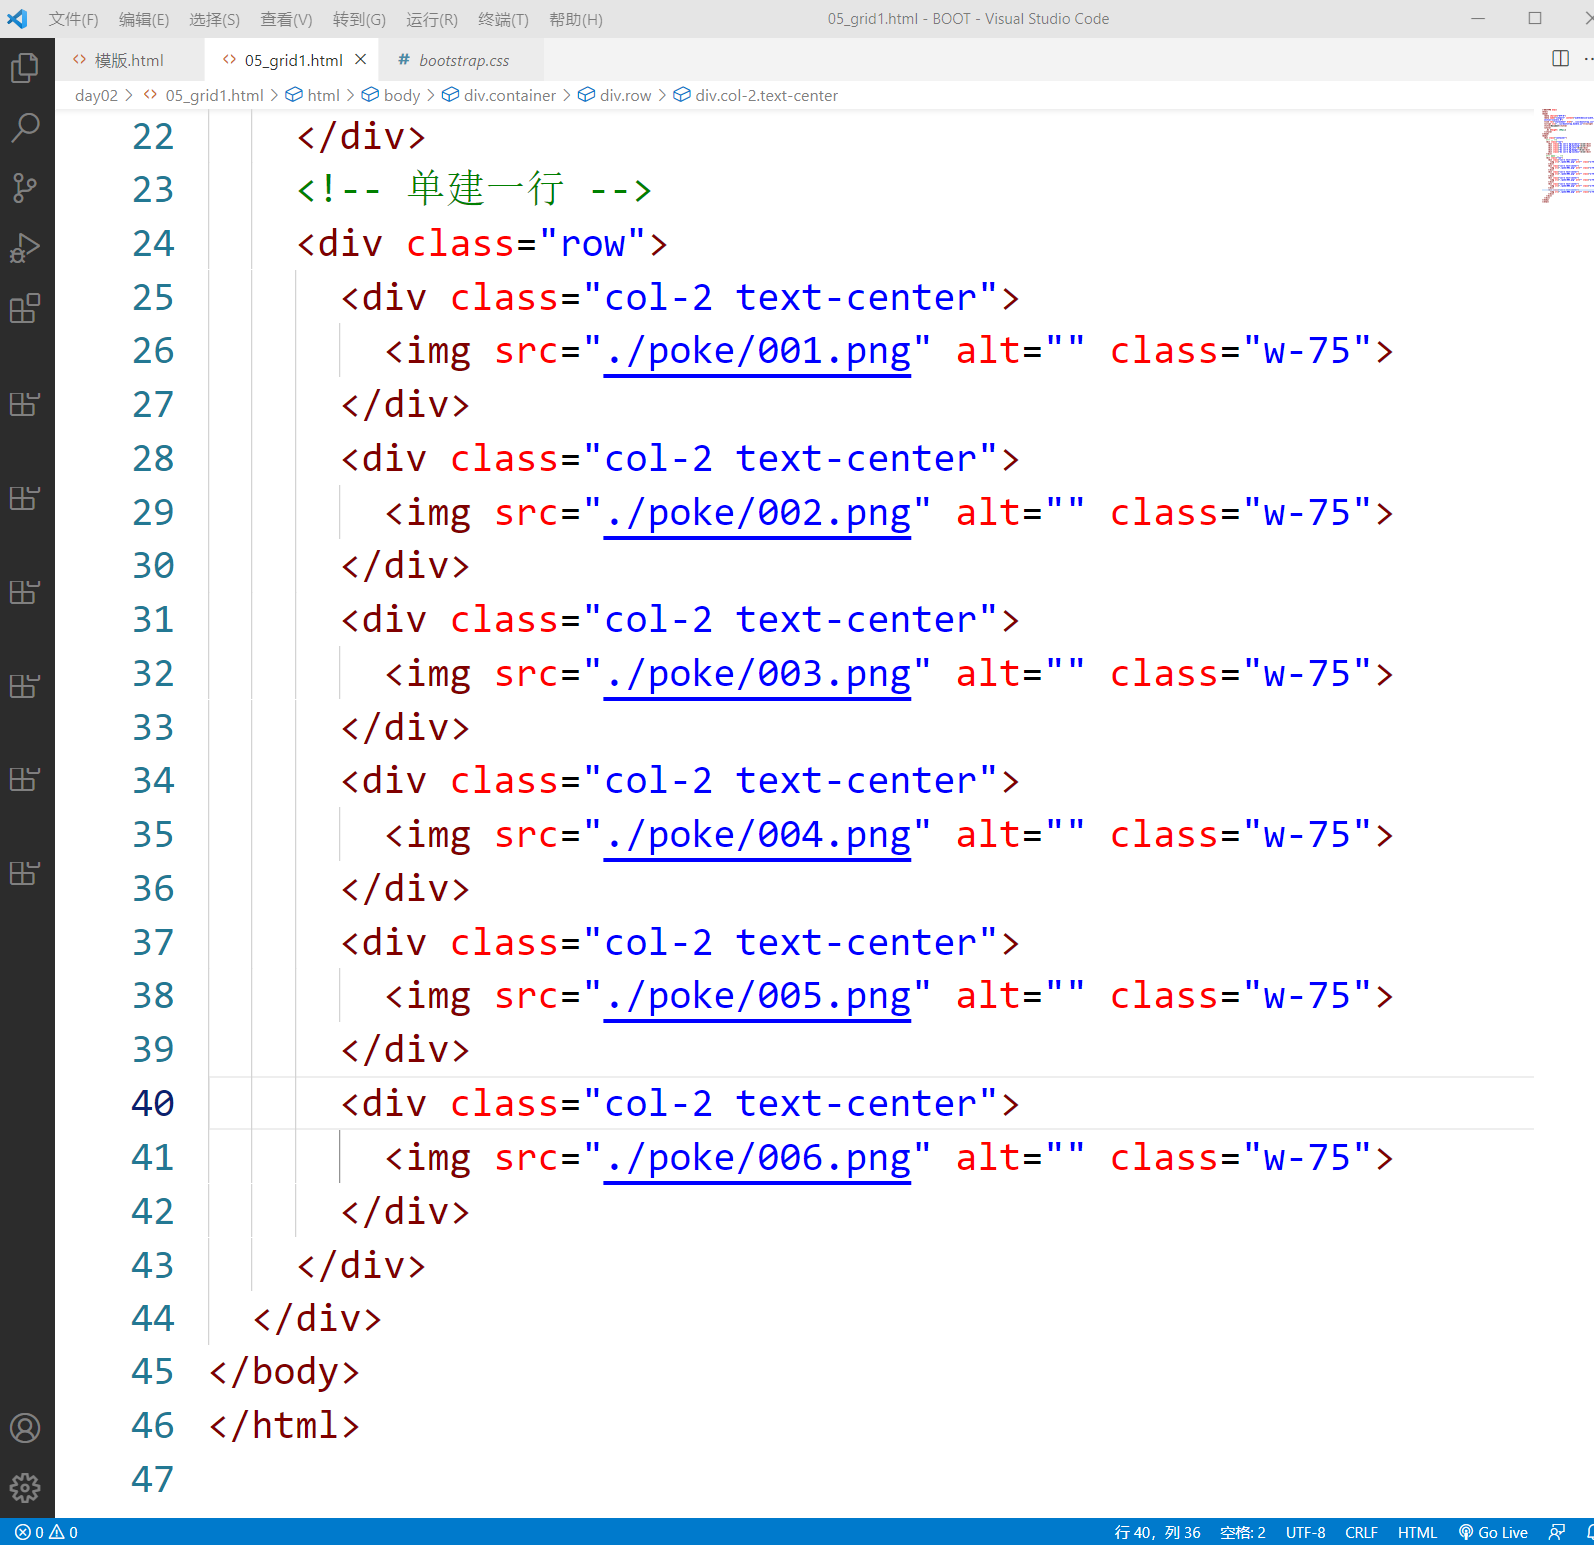 文件(F) 编辑(E) 选择(S) 查看(V) 转到(G) 运行(R) 终端(T) 帮助(H) 05_grid1.html - BOOT - Visual Studio Code
模版.html 05_grid1.html # bootstrap.css
day02 > 05_grid1.html > html > body > div.container > div.row > div.col-2.text-center
22 </div>
23 <!-- 单建一行 -->
24 <div class="row">
25 <div class="col-2 text-center">
26 <img src="./poke/001.png" alt="" class="w-75">
27 </div>
28 <div class="col-2 text-center">
29 <img src="./poke/002.png" alt="" class="w-75">
30 </div>
31 <div class="col-2 text-center">
32 <img src="./poke/003.png" alt="" class="w-75">
33 </div>
34 <div class="col-2 text-center">
35 <img src="./poke/004.png" alt="" class="w-75">
36 </div>
37 <div class="col-2 text-center">
38 <img src="./poke/005.png" alt="" class="w-75">
39 </div>
40 <div class="col-2 text-center">
41 <img src="./poke/006.png" alt="" class="w-75">
42 </div>
43 </div>
44 </div>
45 </body>
46 </html>
47
0 0 行 40，列 36 空格: 2 UTF-8 CRLF HTML Go Live